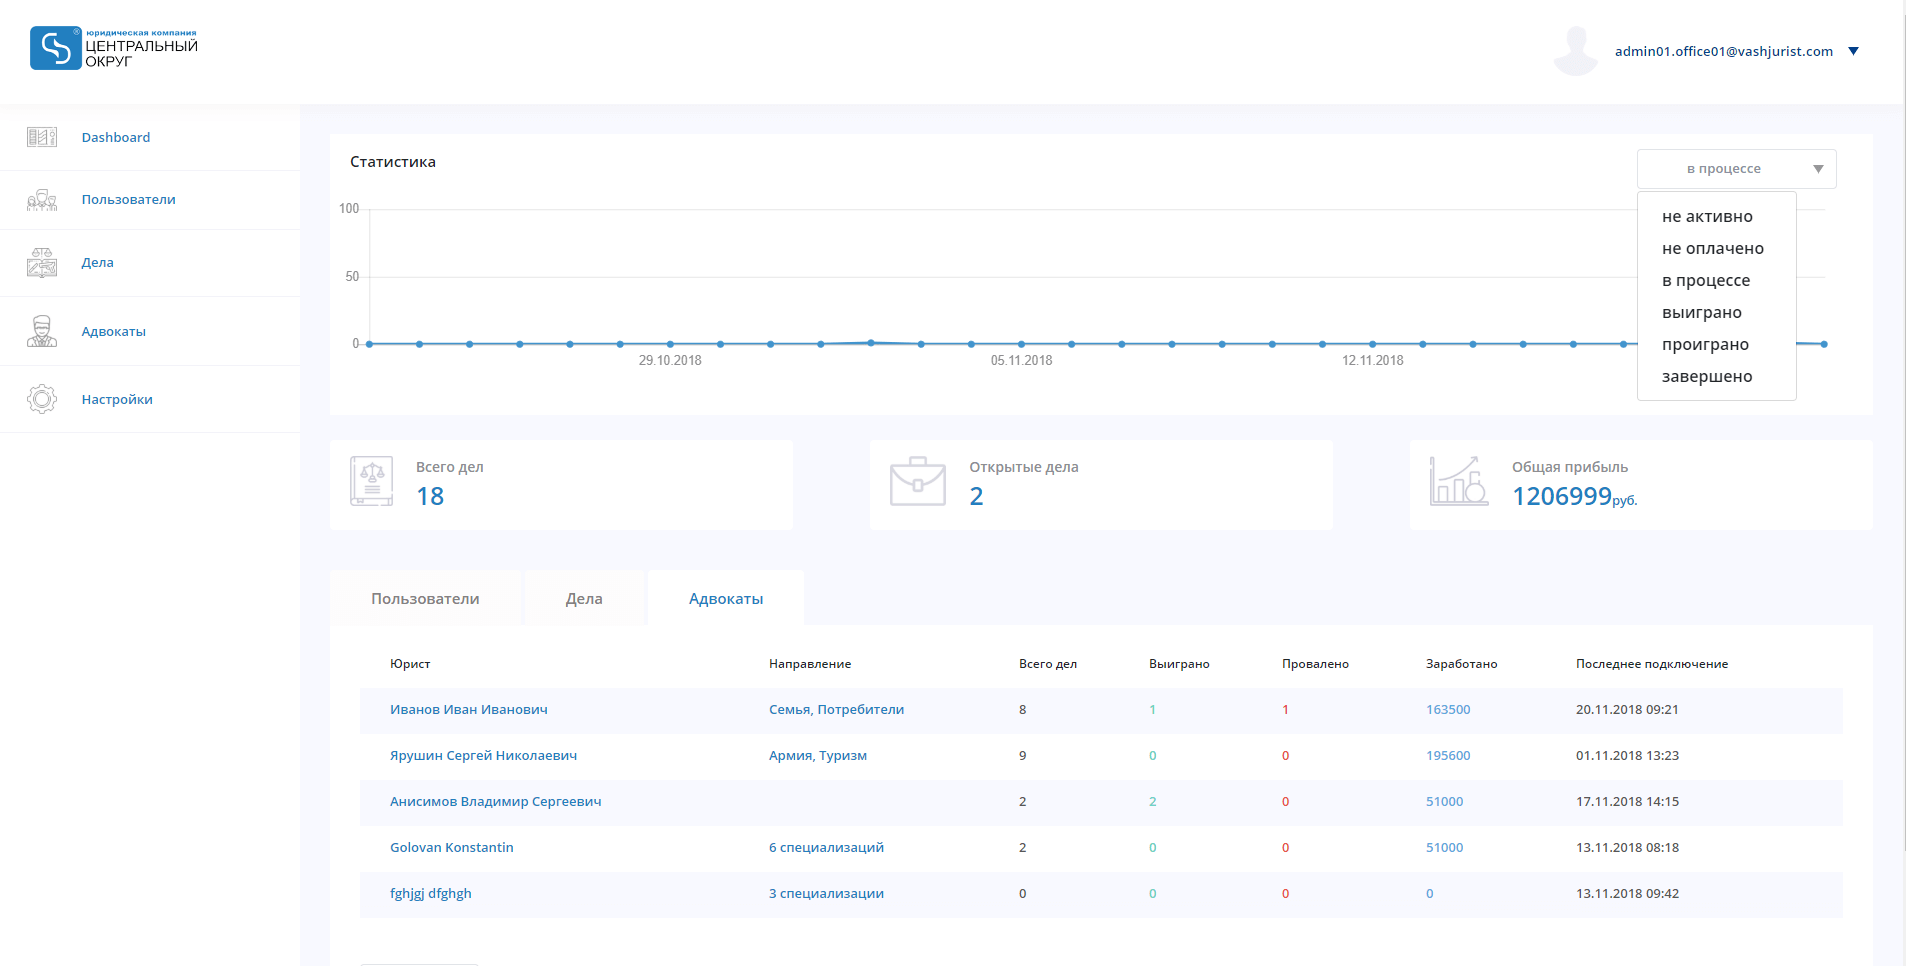 юридическая компания
ЦЕНТРАЛЬНЫЙ
ОКРУГ
admin01.office01@vashjurist.com
Dashboard
Пользователи
Дела
Адвокаты
Настройки
Статистика
в процессе
не активно
не оплачено
в процессе
выиграно
проиграно
завершено
100
50
0
29.10.2018 05.11.2018 12.11.2018
Всего дел
18
Открытые дела
2
Общая прибыль
1206999руб.
Пользователи Дела Адвокаты
Юрист Направление Всего дел Выиграно Провалено Заработано Последнее подключение
Иванов Иван Иванович Семья, Потребители 8 1 1 163500 20.11.2018 09:21
Ярушин Сергей Николаевич Армия, Туризм 9 0 0 195600 01.11.2018 13:23
Анисимов Владимир Сергеевич 2 2 0 51000 17.11.2018 14:15
Golovan Konstantin 6 специализаций 2 0 0 51000 13.11.2018 08:18
fghjgj dfghgh 3 специализации 0 0 0 0 13.11.2018 09:42